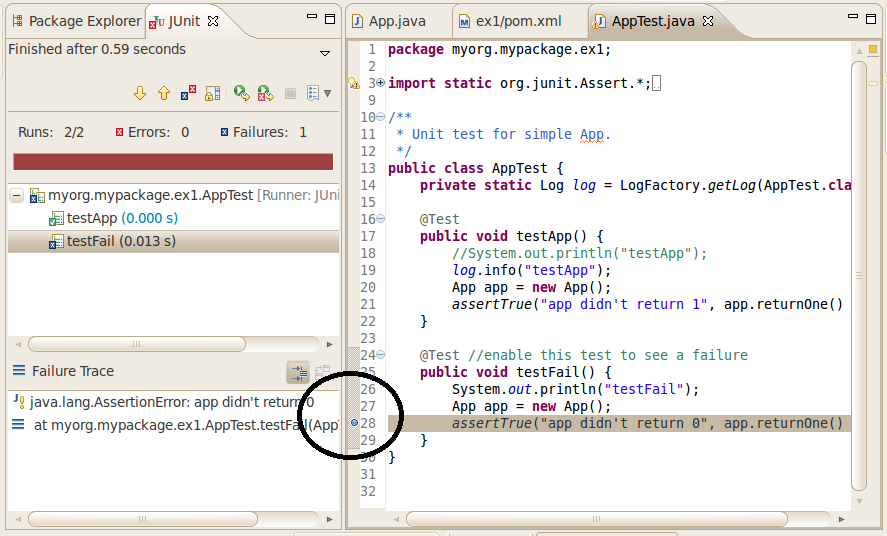 Package Explorer JUnit
Finished after 0.59 seconds
Runs: 2/2 Errors: 0 Failures: 1
myorg.mypackage.ex1.AppTest [Runner: JUni
testApp (0.000 s)
testFail (0.013 s)
Failure Trace
java.lang.AssertionError: app didn't return 0
at myorg.mypackage.ex1.AppTest.testFail(AppT
App.java ex1/pom.xml AppTest.java
1 package myorg.mypackage.ex1;
2
3 import static org.junit.Assert.*;
9
10 /**
11 * Unit test for simple App.
12 */
13 public class AppTest {
14 private static Log log = LogFactory.getLog(AppTest.cla
15
16 @Test
17 public void testApp() {
18 //System.out.println("testApp");
19 log.info("testApp");
20 App app = new App();
21 assertTrue("app didn't return 1", app.returnOne()
22 }
23
24 @Test //enable this test to see a failure
25 public void testFail() {
26 System.out.println("testFail");
27 App app = new App();
28 assertTrue("app didn't return 0", app.returnOne()
29 }
30 }
31
32